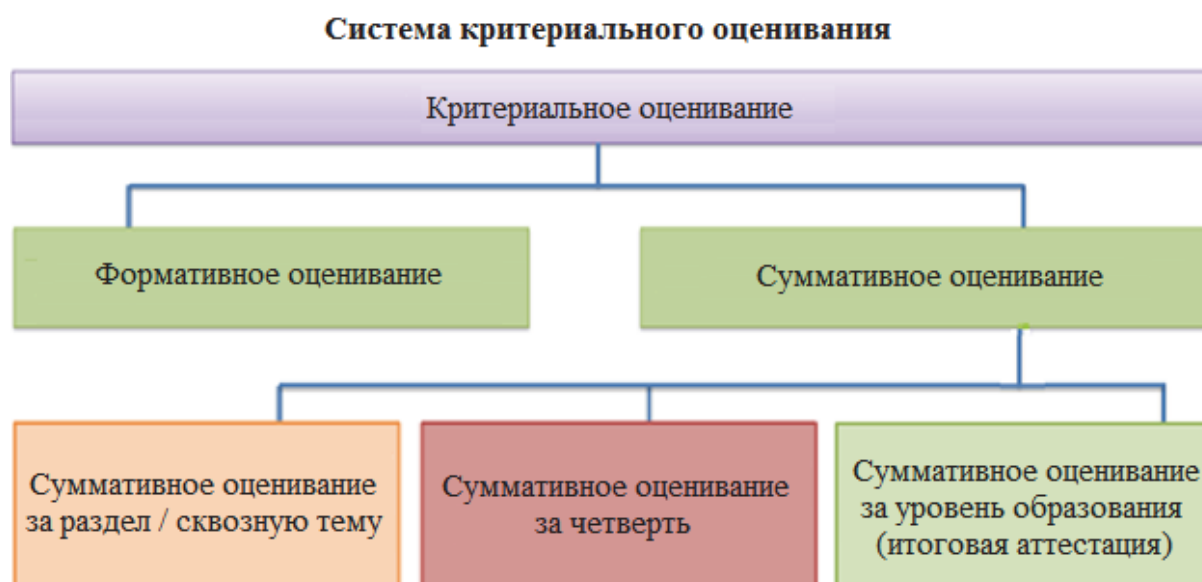 Система критериального оценивания
Критериальное оценивание
Формативное оценивание
Суммативное оценивание
Суммативное оценивание
за раздел / сквозную тему
Суммативное оценивание
за четверть
Суммативное оценивание
за уровень образования
(итоговая аттестация)